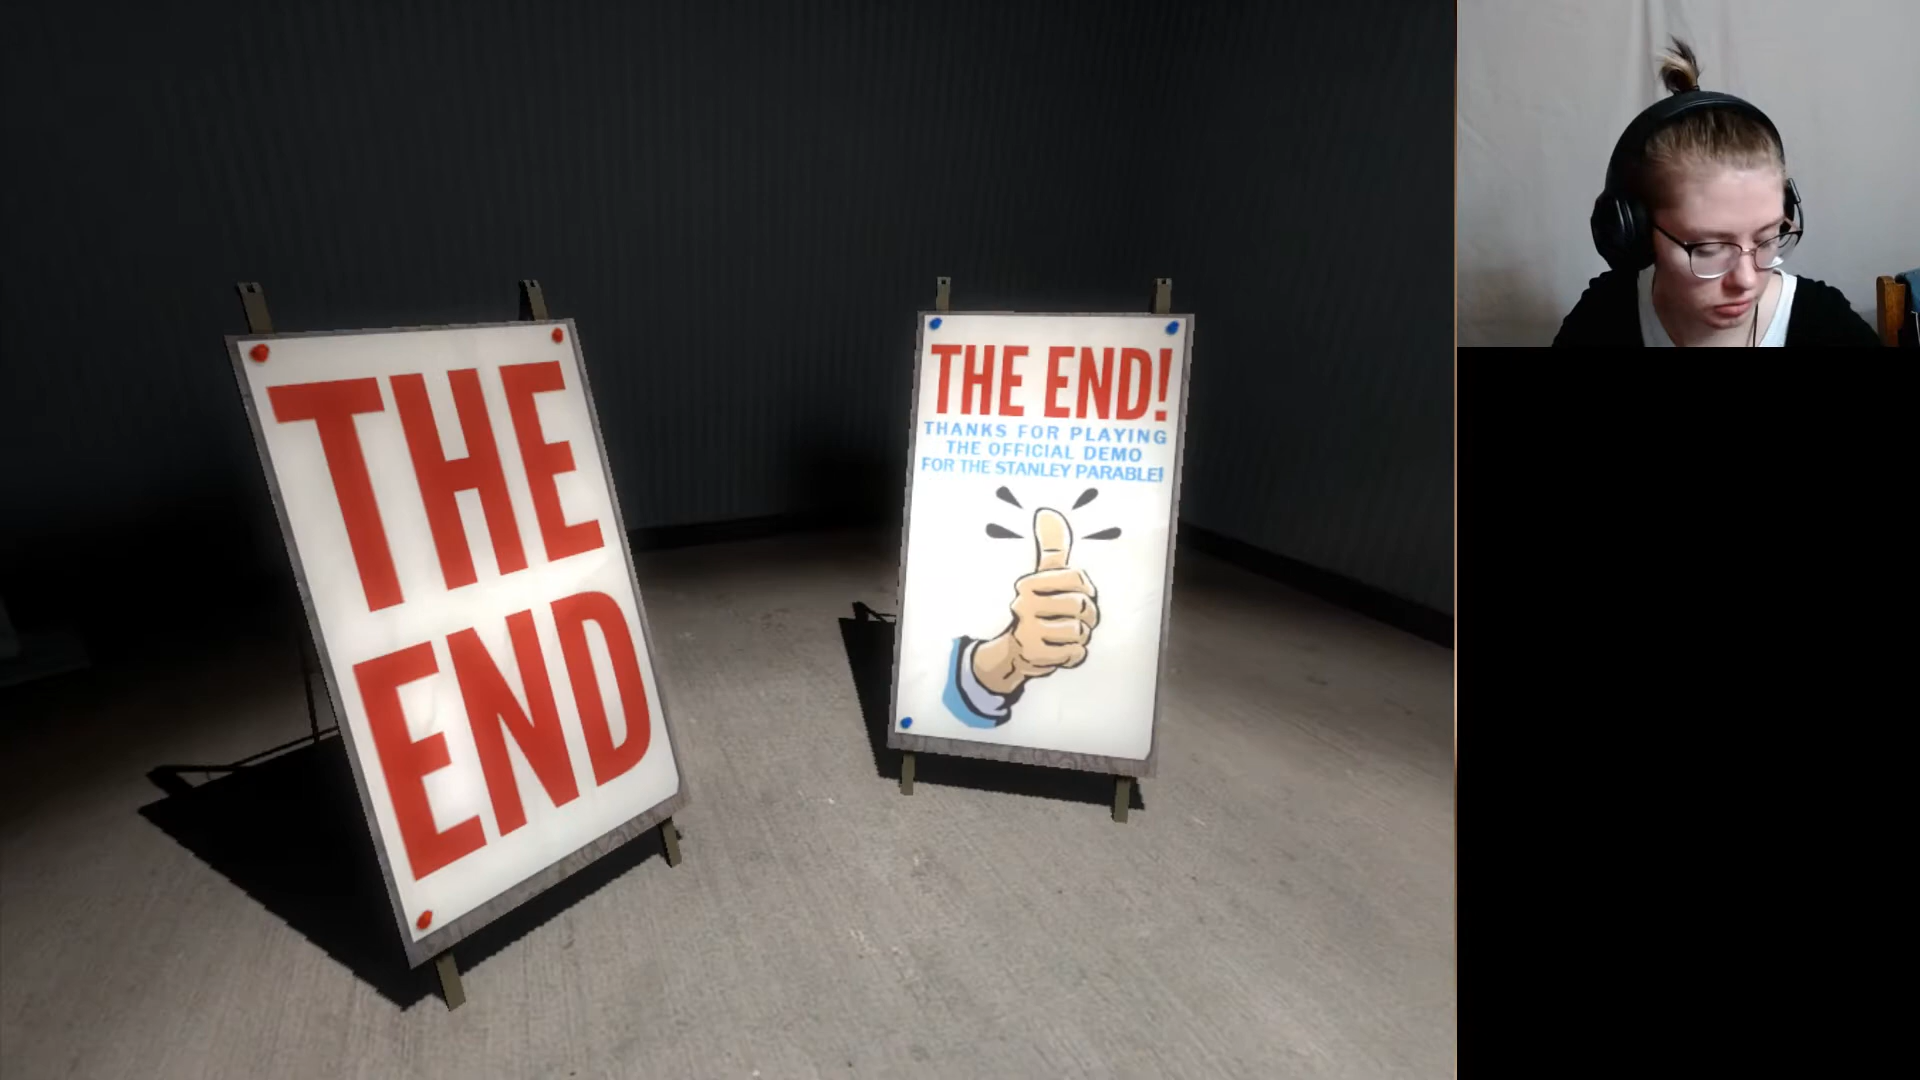 THE
END
THE END!
THANKS FOR PLAYING
THE OFFICIAL DEMO
FOR THE STANLEY PARABLE!